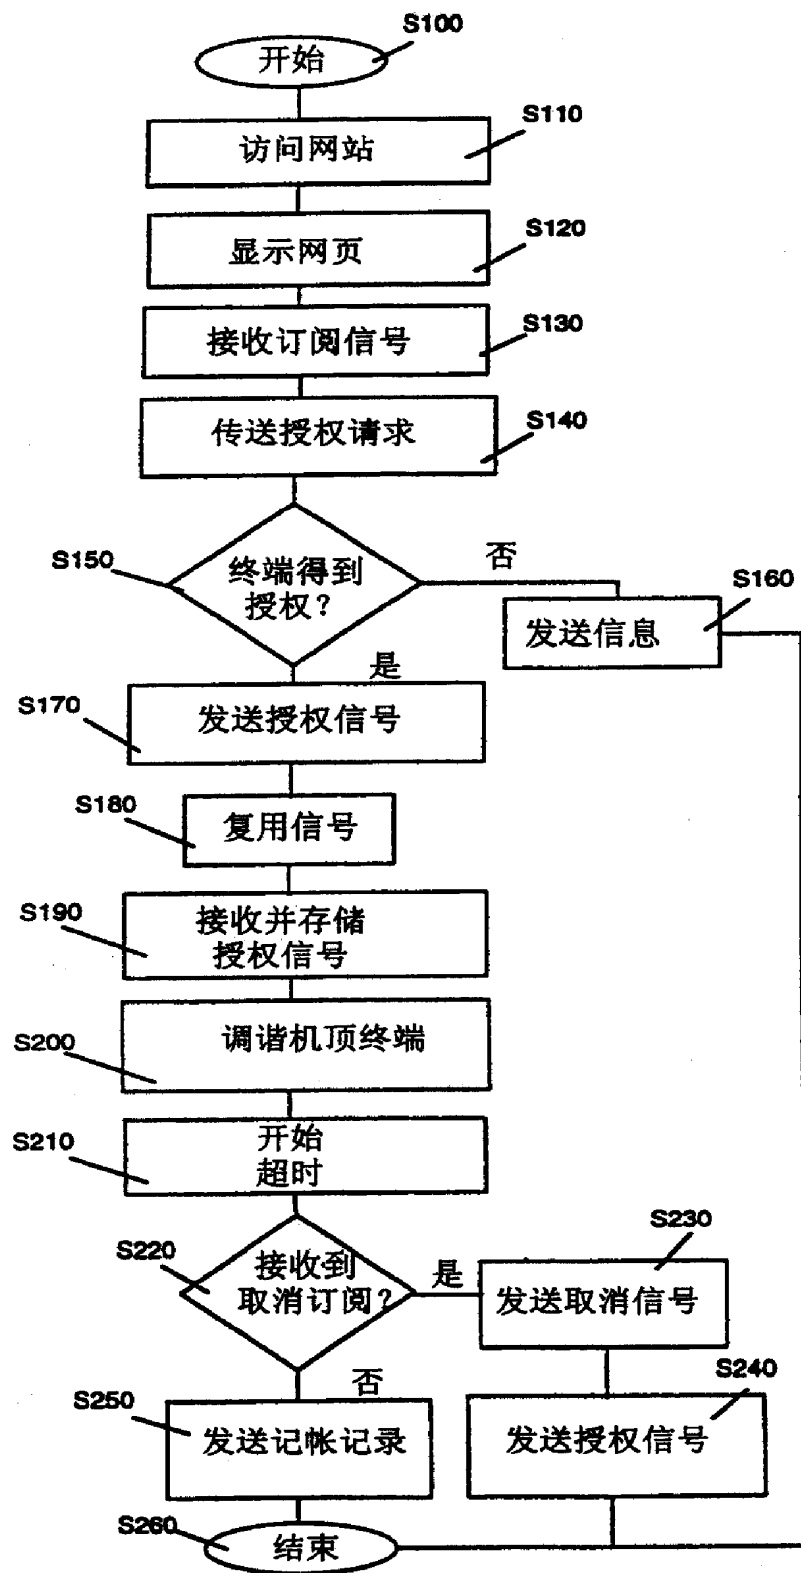 S100
开始
S110
访问网站
S120
显示网页
S130
接收订阅信号
S140
传送授权请求
S150
终端得到
授权？
否
S160
发送信息
是
S170
发送授权信号
S180
复用信号
S190
接收并存储
授权信号
S200
调谐机顶终端
S210
开始
超时
S220
接收到
取消订阅？
是
S230
发送取消信号
S240
发送授权信号
否
S250
发送记帐记录
S260
结束